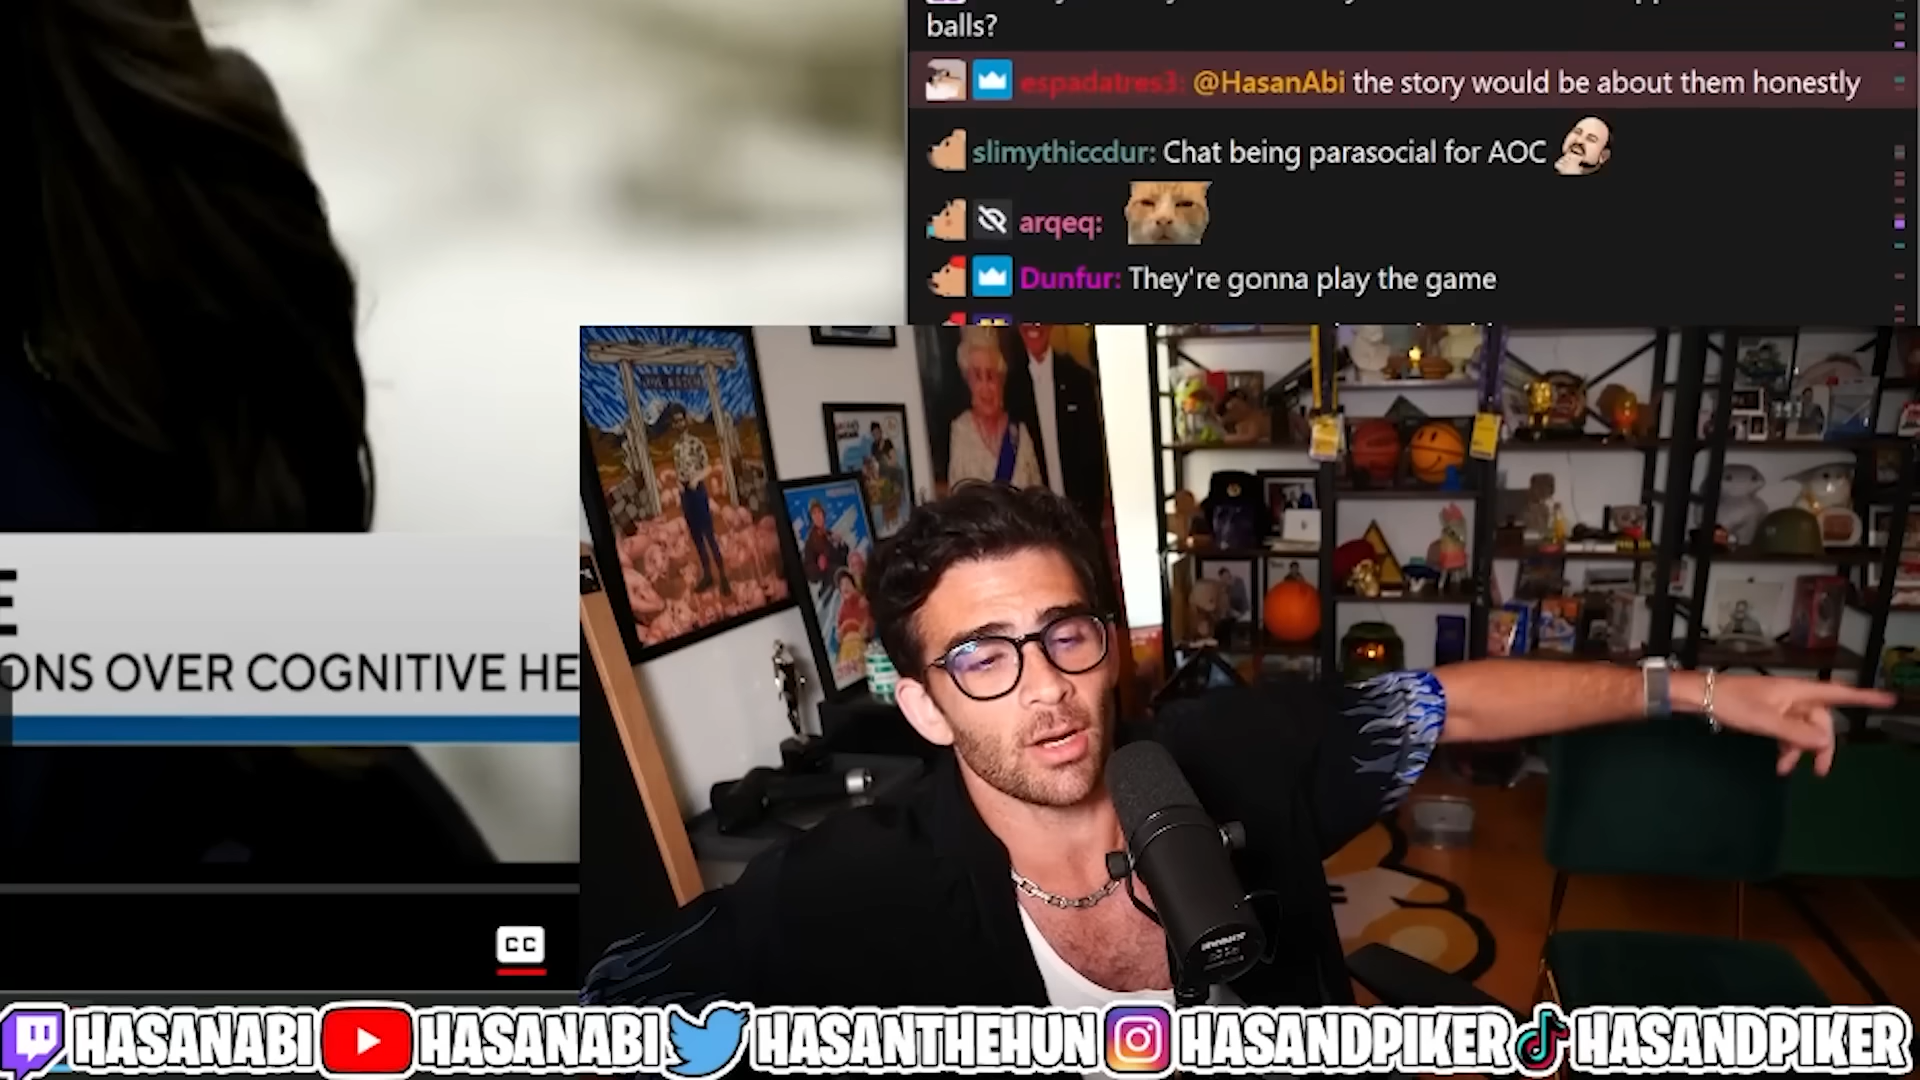 balls?
espadatres3: @HasanAbi the story would be about them honestly
slimythiccdur: Chat being parasocial for AOC
arqeq:
Dunfur: They're gonna play the game
E
ONS OVER COGNITIVE HE
CC
HASANABI HASANABI HASANTHEHUN HASANDPIKER HASANDPIKER